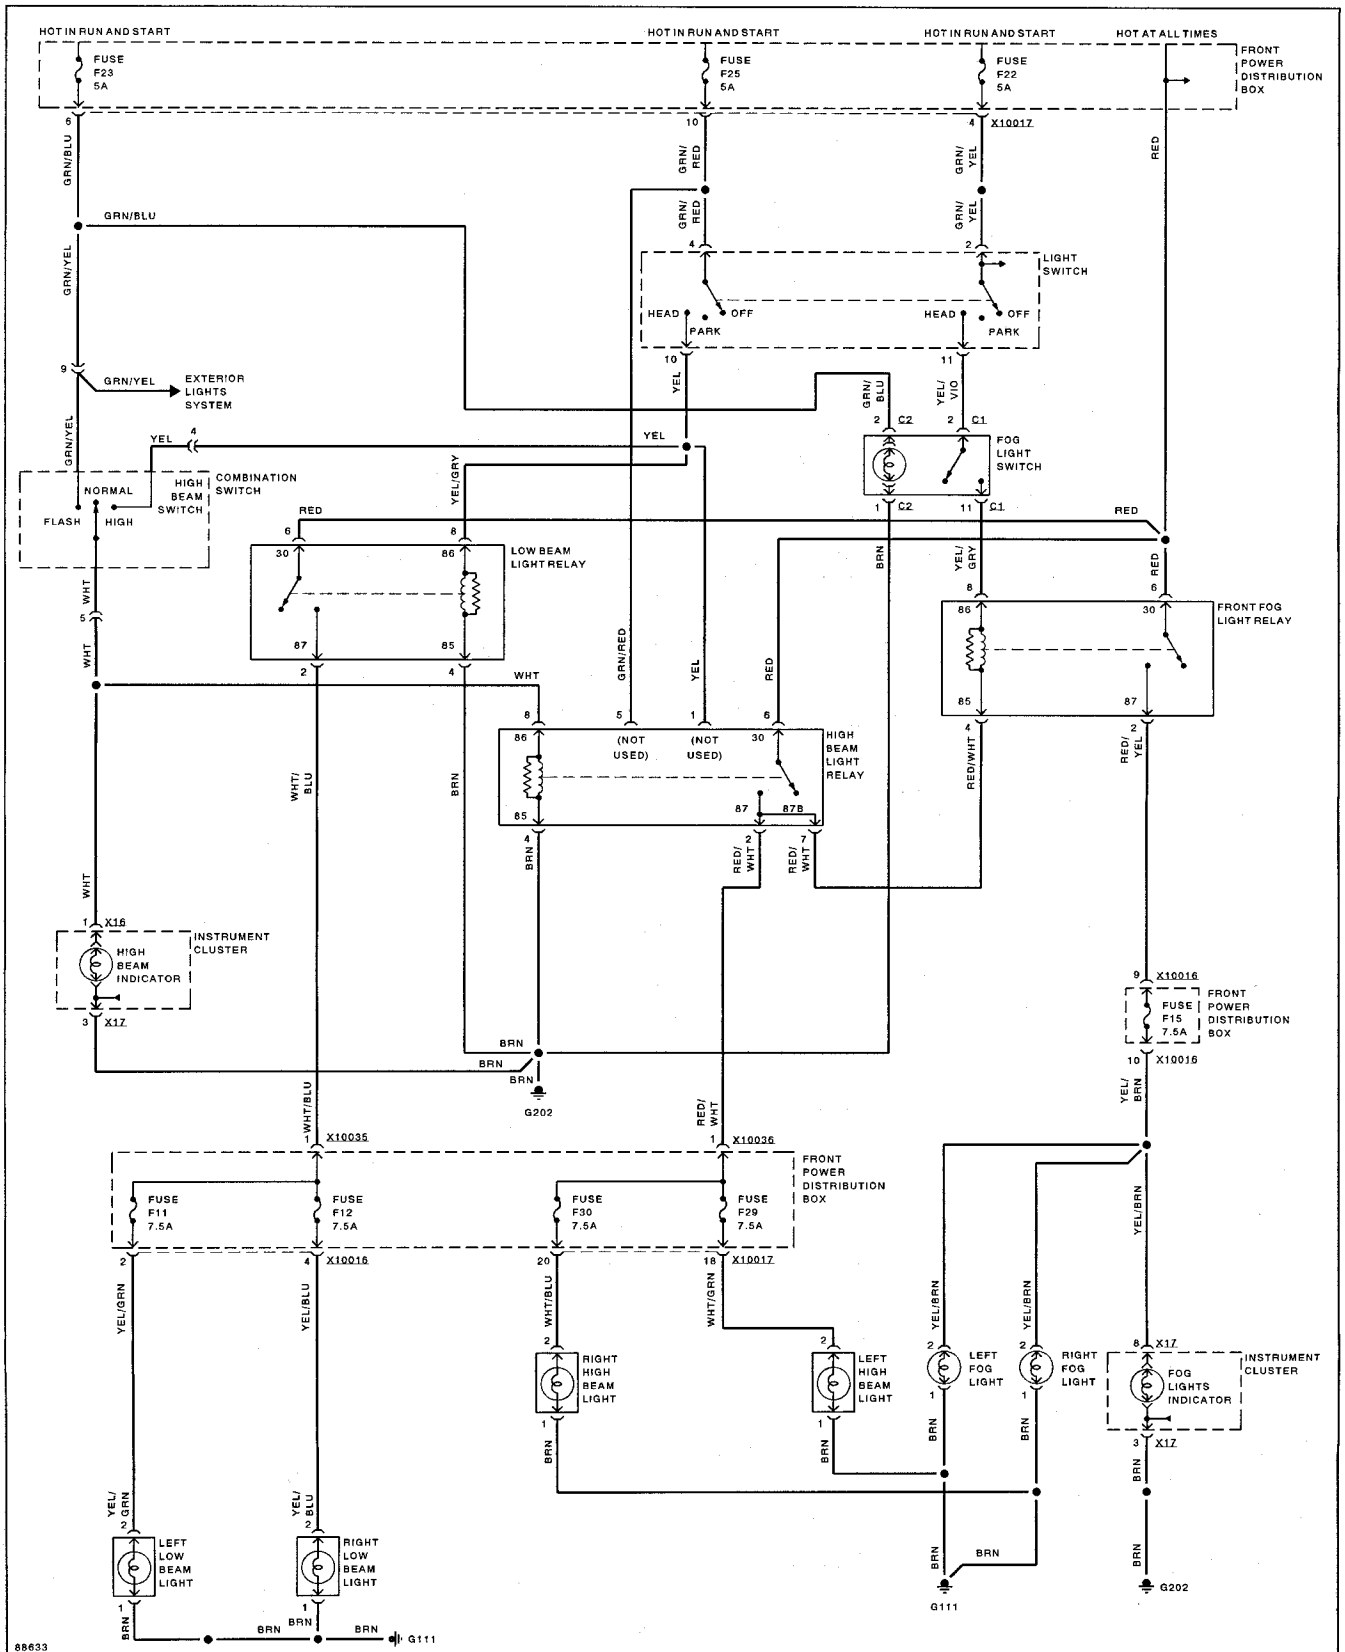 HOT IN RUN AND START
HOT IN RUN AND START
HOT IN RUN AND START
HOT AT ALL TIMES
FUSE
F23
5A
FUSE
F25
5A
FUSE
F22
5A
FRONT
POWER
DISTRIBUTION
BOX
6
10
4
X10017
GRN/BLU
GRN/
RED
GRN/
YEL
RED
GRN/BLU
GRN/
RED
GRN/
YEL
GRN/YEL
4
2
LIGHT
SWITCH
HEAD
OFF
PARK
HEAD
OFF
PARK
10
11
9
GRN/YEL
EXTERIOR
LIGHTS
SYSTEM
YEL
GRN/
BLU
YEL/
VIO
2
C2
2
C1
GRN/YEL
YEL
4
YEL
FOG
LIGHT
SWITCH
COMBINATION
SWITCH
HIGH
BEAM
SWITCH
NORMAL
FLASH
HIGH
YEL/GRY
1
C2
11
C1
RED
RED
6
8
30
86
LOW BEAM
LIGHT RELAY
BRN
YEL/
GRY
RED
8
6
86
30
FRONT FOG
LIGHT RELAY
WHT
5
WHT
87
85
2
4
WHT
GRN/RED
YEL
RED
85
87
4
2
8
5
1
6
86
(NOT
USED)
(NOT
USED)
30
HIGH
BEAM
LIGHT
RELAY
85
87
87B
4
2
7
WHT/
BLU
BRN
BRN
RED/
WHT
RED/
WHT
RED/WHT
RED/
YEL
WHT
1
X16
INSTRUMENT
CLUSTER
HIGH
BEAM
INDICATOR
3
X17
9
X10016
FUSE
F15
7.5A
FRONT
POWER
DISTRIBUTION
BOX
10
X10016
BRN
BRN
BRN
G202
YEL/
BRN
WHT/BLU
RED/
WHT
1
X10035
1
X10036
FRONT
POWER
DISTRIBUTION
BOX
FUSE
F11
7.5A
FUSE
F12
7.5A
FUSE
F30
7.5A
FUSE
F29
7.5A
2
4
X10016
20
18
X10017
YEL/BRN
YEL/GRN
YEL/BLU
WHT/BLU
WHT/GRN
YEL/BRN
YEL/BRN
2
RIGHT
HIGH
BEAM
LIGHT
1
2
LEFT
HIGH
BEAM
LIGHT
1
2
LEFT
FOG
LIGHT
1
2
RIGHT
FOG
LIGHT
1
8
X17
INSTRUMENT
CLUSTER
FOG
LIGHTS
INDICATOR
3
X17
BRN
BRN
BRN
BRN
BRN
YEL/
GRN
YEL/
BLU
2
LEFT
LOW
BEAM
LIGHT
1
2
RIGHT
LOW
BEAM
LIGHT
1
BRN
BRN
BRN
G111
G202
BRN
BRN
BRN
BRN
G111
88633